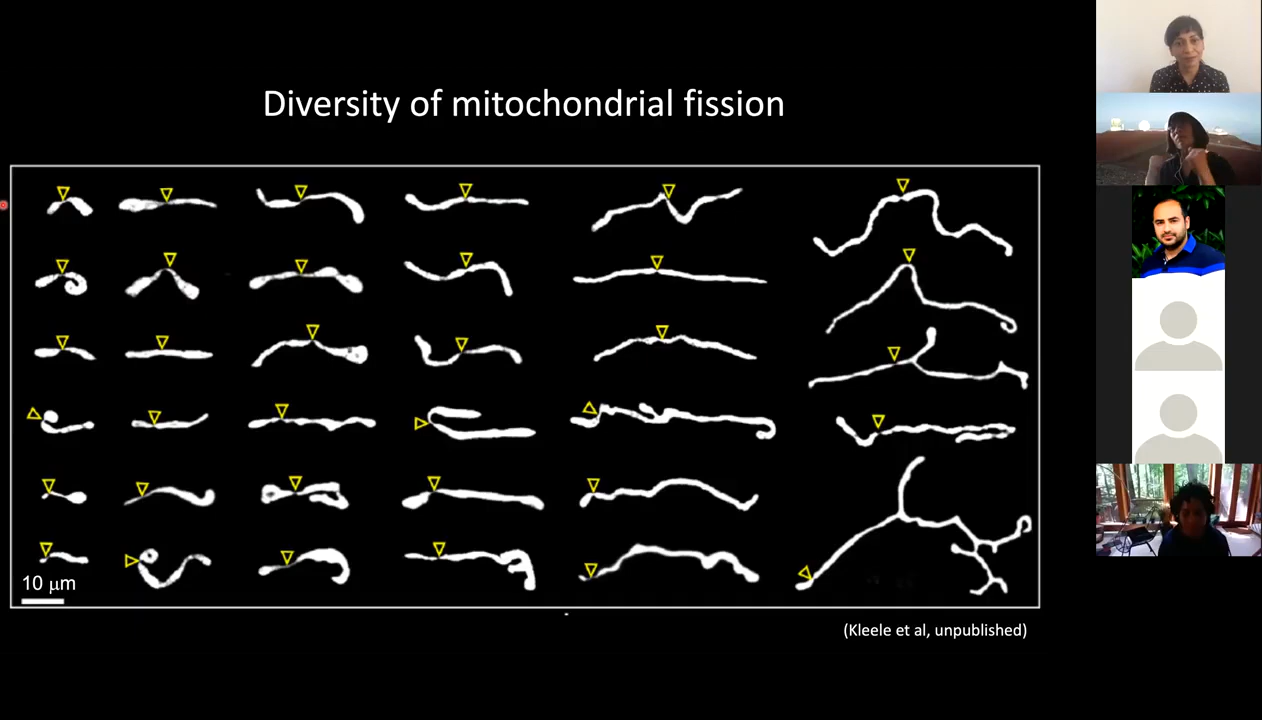 Diversity of mitochondrial fission
10 μm
(Kleele et al, unpublished)